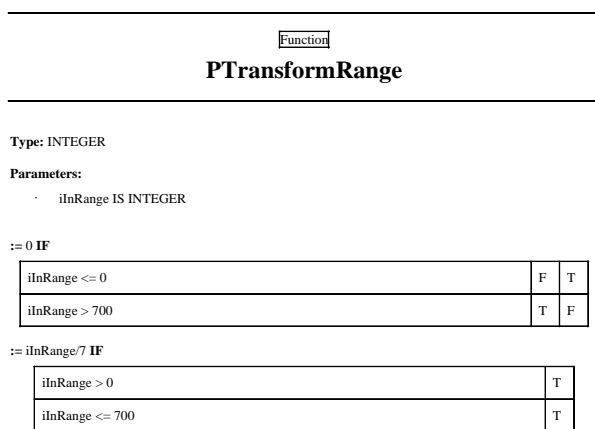 Function
PTransformRange
Type: INTEGER
Parameters:
· iInRange IS INTEGER
:= 0 IF
iInRange <= 0 F T
iInRange > 700 T F
:= iInRange/7 IF
iInRange > 0 T
iInRange <= 700 T